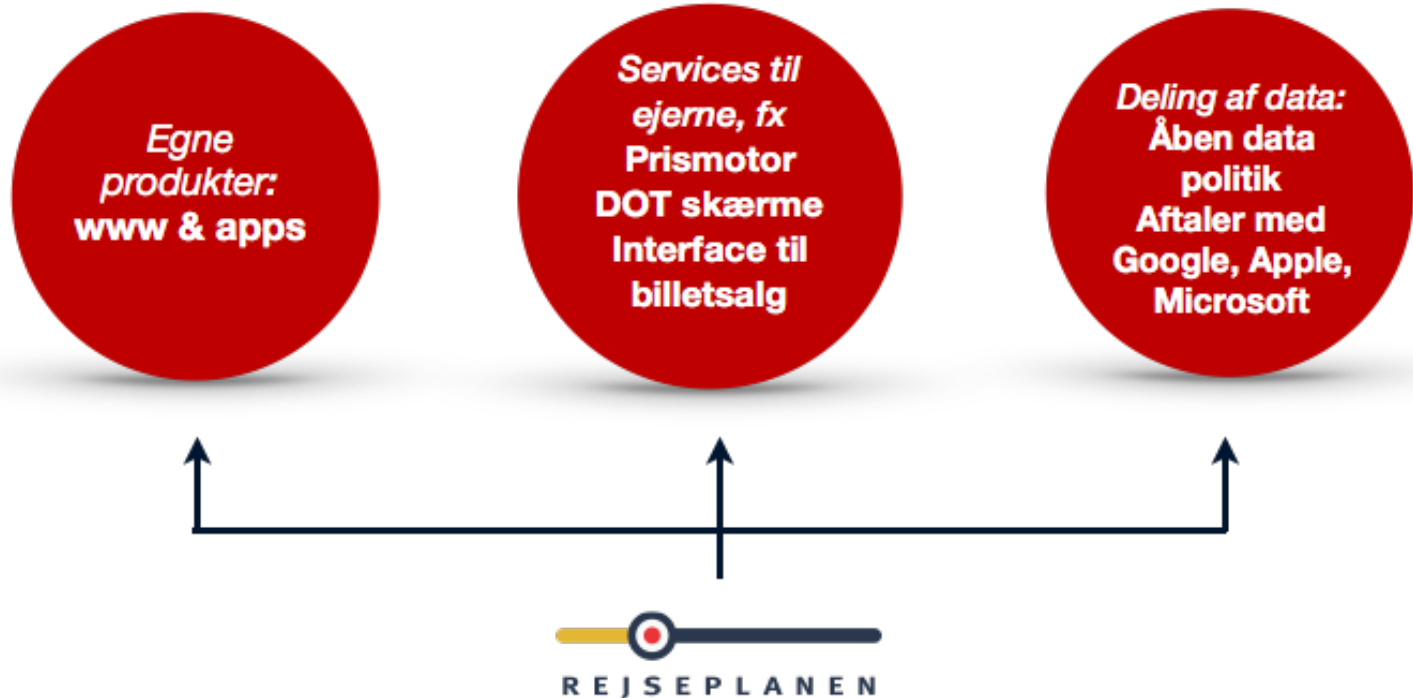 Egne
produkter:
www & apps
Services til
ejerne, fx
Prismotor
DOT skærme
Interface til
billetsalg
Deling af data:
Åben data
politik
Aftaler med
Google, Apple,
Microsoft
REJSEPLANEN